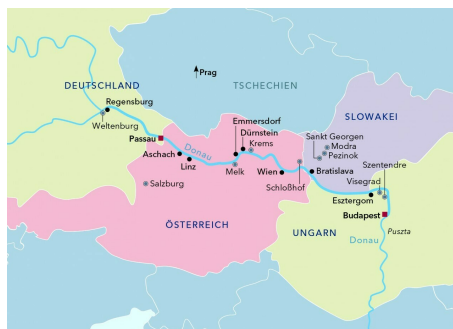 Prag
TSCHECHIEN
DEUTSCHLAND
Regensburg
Weltenburg
SLOWAKEI
Emmersdorf
Dürnstein
Krems
Sankt Georgen
Modra
Pezinok
Passau
Donau
Aschach
Linz
Melk
Wien
Szentendre
Bratislava
Visegrad
Salzburg
Schloßhof
Esztergom
Budapest
ÖSTERREICH
UNGARN
Puszta
Donau